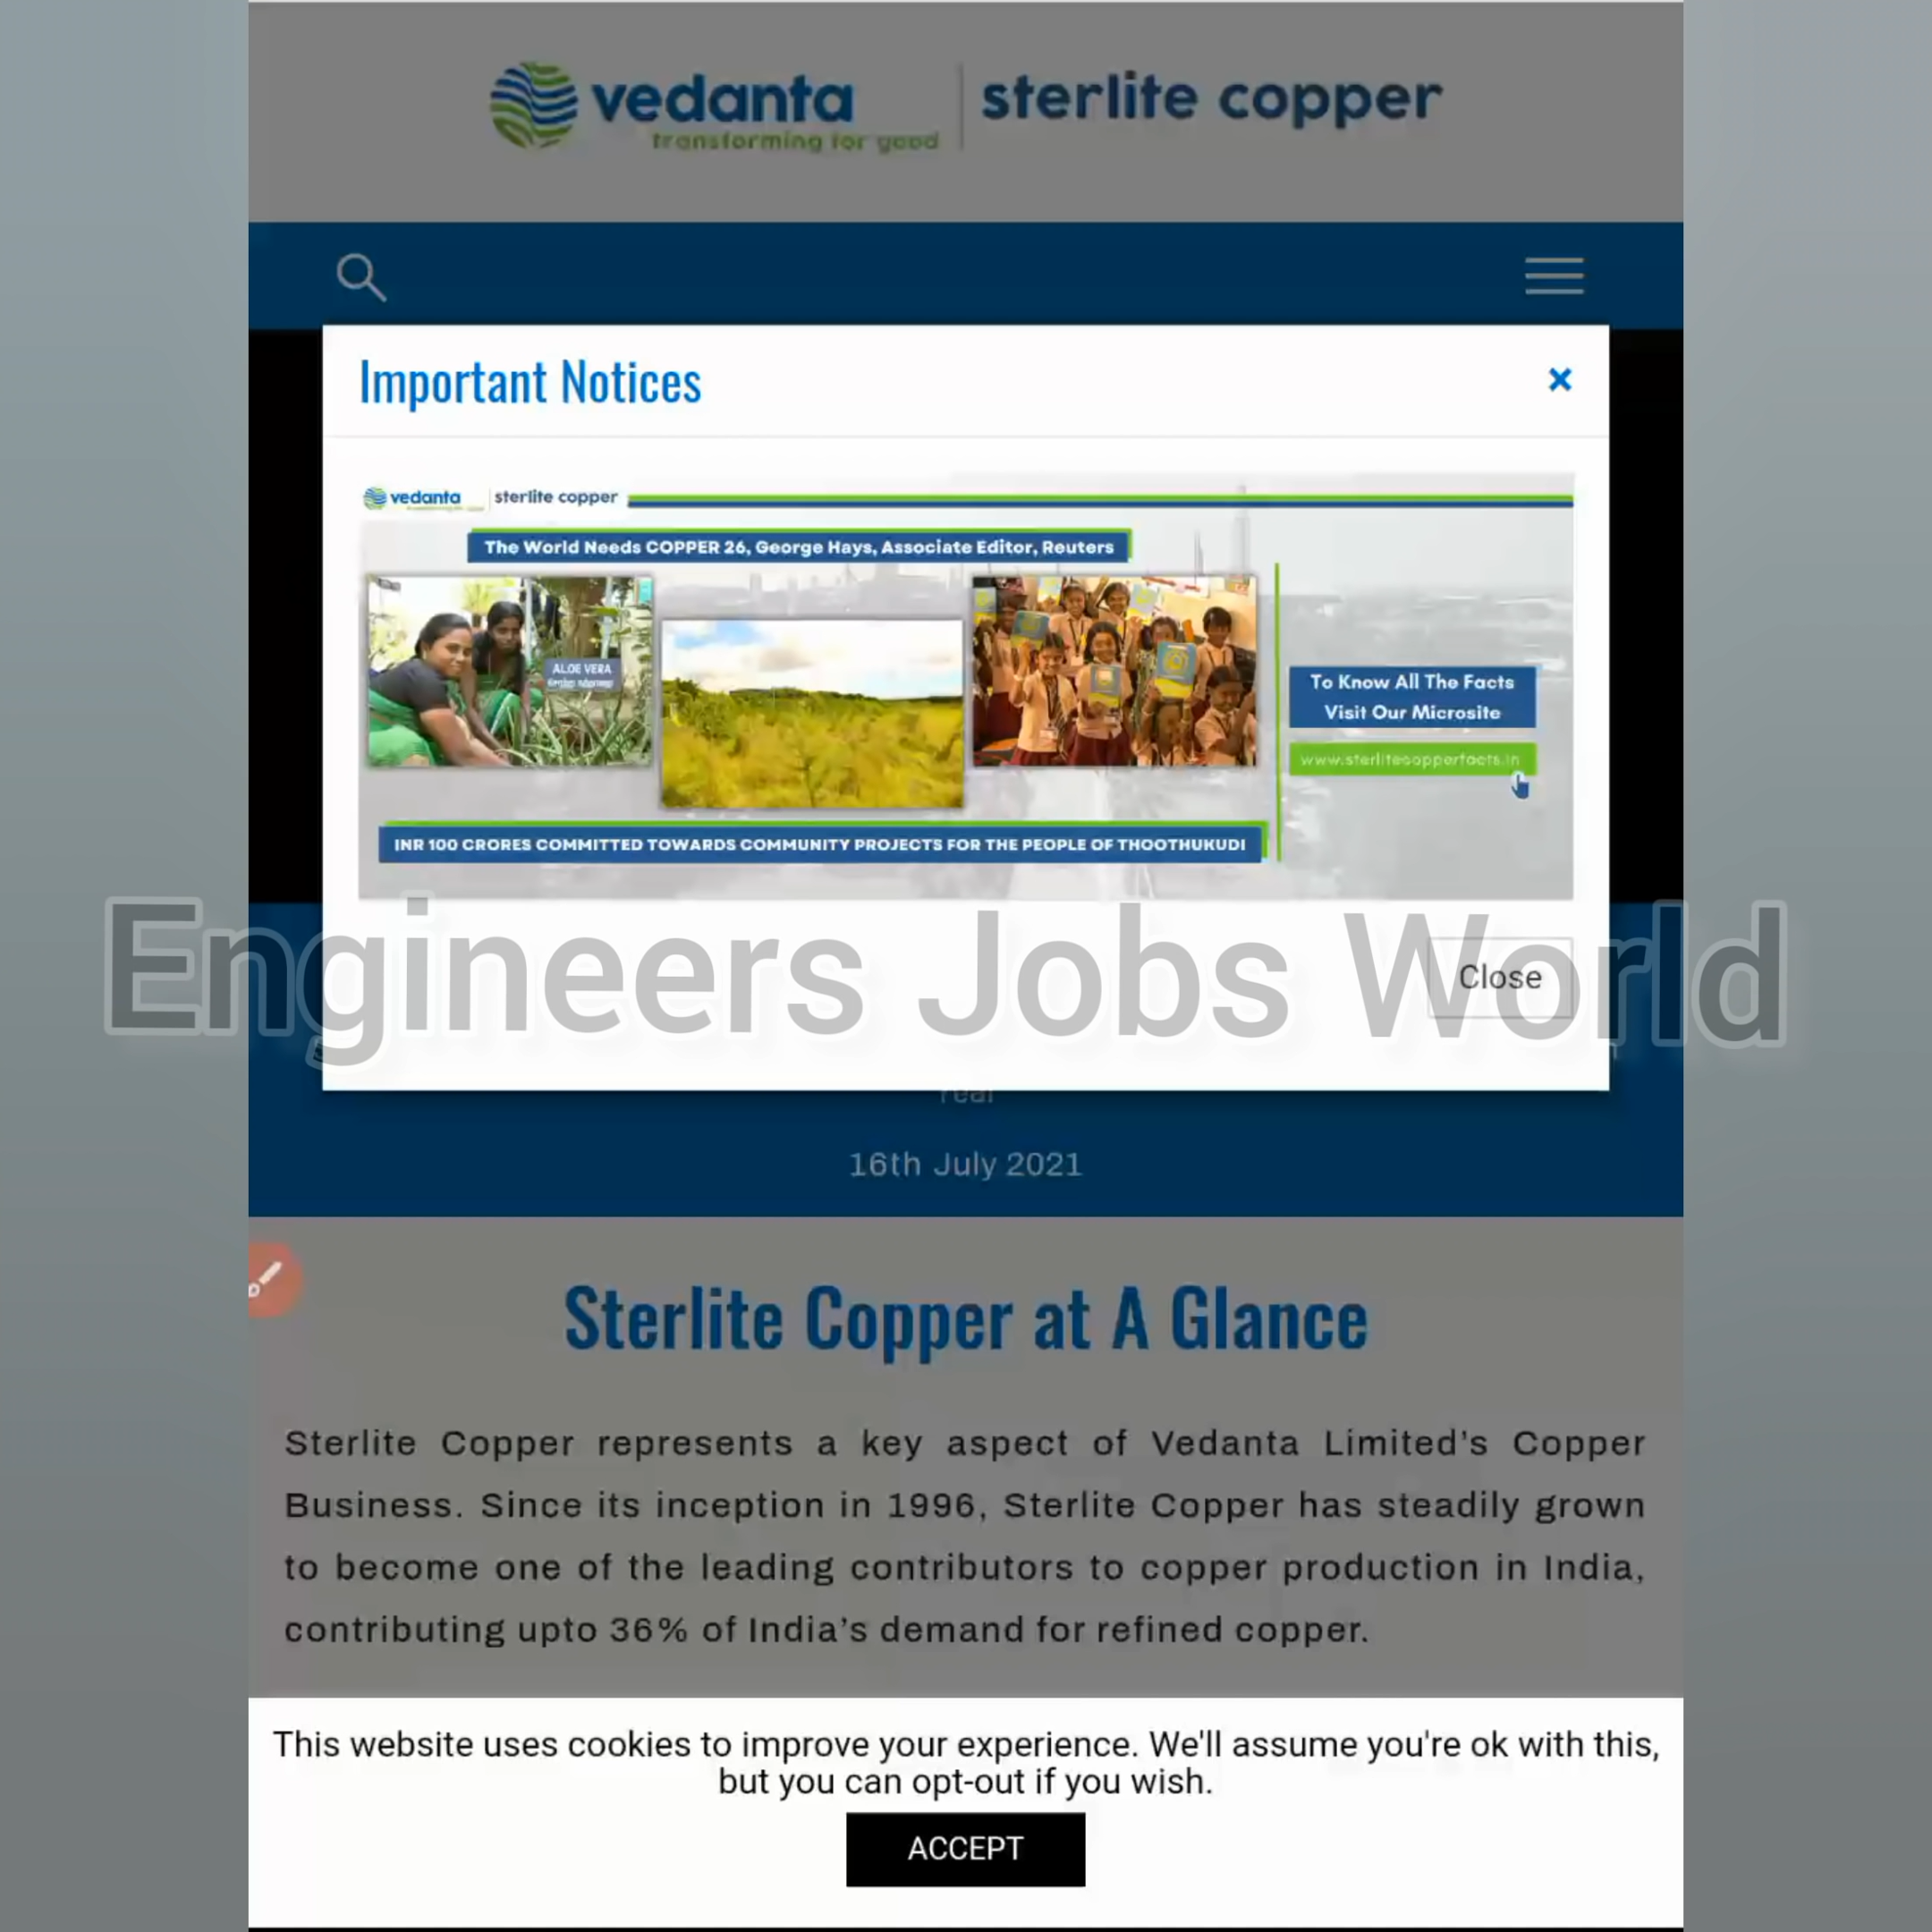 vedanta
transforming for good
sterlite copper
Important Notices
×
vedanta
sterlite copper
The World Needs COPPER 26, George Hays, Associate Editor, Reuters
ALOE VERA
To Know All The Facts
Visit Our Microsite
www.sterlitecopperfacts.in
INR 100 CRORES COMMITTED TOWARDS COMMUNITY PROJECTS FOR THE PEOPLE OF THOOTHUKUDI
Engineers Jobs World
Close
16th July 2021
Sterlite Copper at A Glance
Sterlite Copper represents a key aspect of Vedanta Limited’s Copper
Business. Since its inception in 1996, Sterlite Copper has steadily grown
to become one of the leading contributors to copper production in India,
contributing upto 36% of India’s demand for refined copper.
This website uses cookies to improve your experience. We'll assume you're ok with this,
but you can opt-out if you wish.
ACCEPT